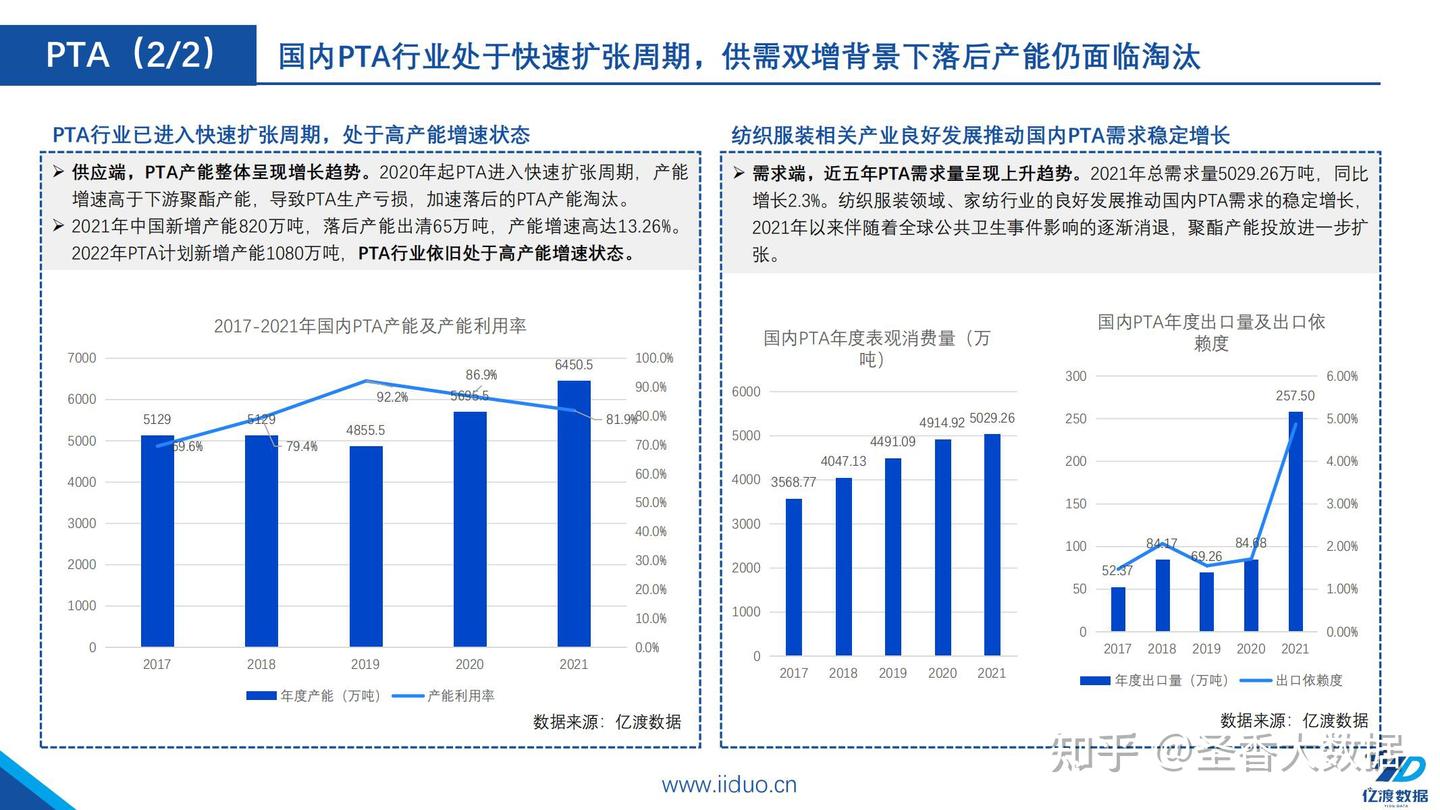 PTA（2/2）
国内PTA行业处于快速扩张周期，供需双增背景下落后产能仍面临淘汰
PTA行业已进入快速扩张周期，处于高产能增速状态
➢ 供应端，PTA产能整体呈现增长趋势。2020年起PTA进入快速扩张周期，产能
增速高于下游聚酯产能，导致PTA生产亏损，加速落后的PTA产能淘汰。
➢ 2021年中国新增产能820万吨，落后产能出清65万吨，产能增速高达13.26%。
2022年PTA计划新增产能1080万吨，PTA行业依旧处于高产能增速状态。
2017-2021年国内PTA产能及产能利用率
7000
6000
5000
4000
3000
2000
1000
0
100.0%
90.0%
80.0%
70.0%
60.0%
50.0%
40.0%
30.0%
20.0%
10.0%
0.0%
5129
5129
4855.5
5695.5
6450.5
69.6%
79.4%
92.2%
86.9%
81.9%
2017
2018
2019
2020
2021
年度产能（万吨）
产能利用率
数据来源：亿渡数据
纺织服装相关产业良好发展推动国内PTA需求稳定增长
➢ 需求端，近五年PTA需求量呈现上升趋势。2021年总需求量5029.26万吨，同比
增长2.3%。纺织服装领域、家纺行业的良好发展推动国内PTA需求的稳定增长，
2021年以来伴随着全球公共卫生事件影响的逐渐消退，聚酯产能投放进一步扩
张。
国内PTA年度表观消费量（万
吨）
6000
5000
4000
3000
2000
1000
0
3568.77
4047.13
4491.09
4914.92
5029.26
2017
2018
2019
2020
2021
国内PTA年度出口量及出口依
赖度
300
250
200
150
100
50
0
6.00%
5.00%
4.00%
3.00%
2.00%
1.00%
0.00%
52.37
84.17
69.26
84.68
257.50
2017
2018
2019
2020
2021
年度出口量（万吨）
出口依赖度
数据来源：亿渡数据
知乎 @圣香大数据
www.iiduo.cn
亿渡数据